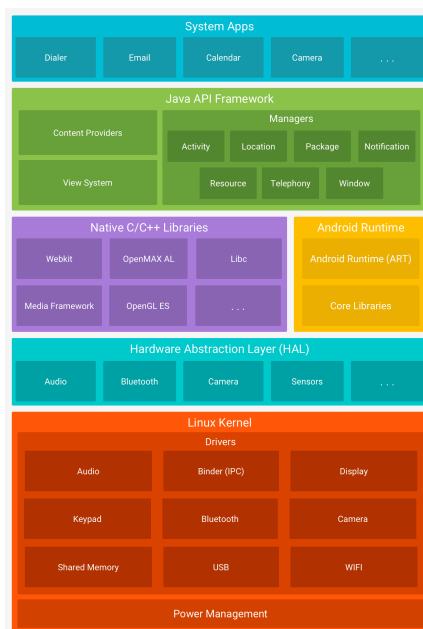 System Apps
Dialer
Email
Calendar
Camera
. . .
Java API Framework
Content Providers
View System
Managers
Activity
Location
Package
Notification
Resource
Telephony
Window
Native C/C++ Libraries
Webkit
OpenMAX AL
Libc
Media Framework
OpenGL ES
. . .
Android Runtime
Android Runtime (ART)
Core Libraries
Hardware Abstraction Layer (HAL)
Audio
Bluetooth
Camera
Sensors
. . .
Linux Kernel
Drivers
Audio
Binder (IPC)
Display
Keypad
Bluetooth
Camera
Shared Memory
USB
WIFI
Power Management